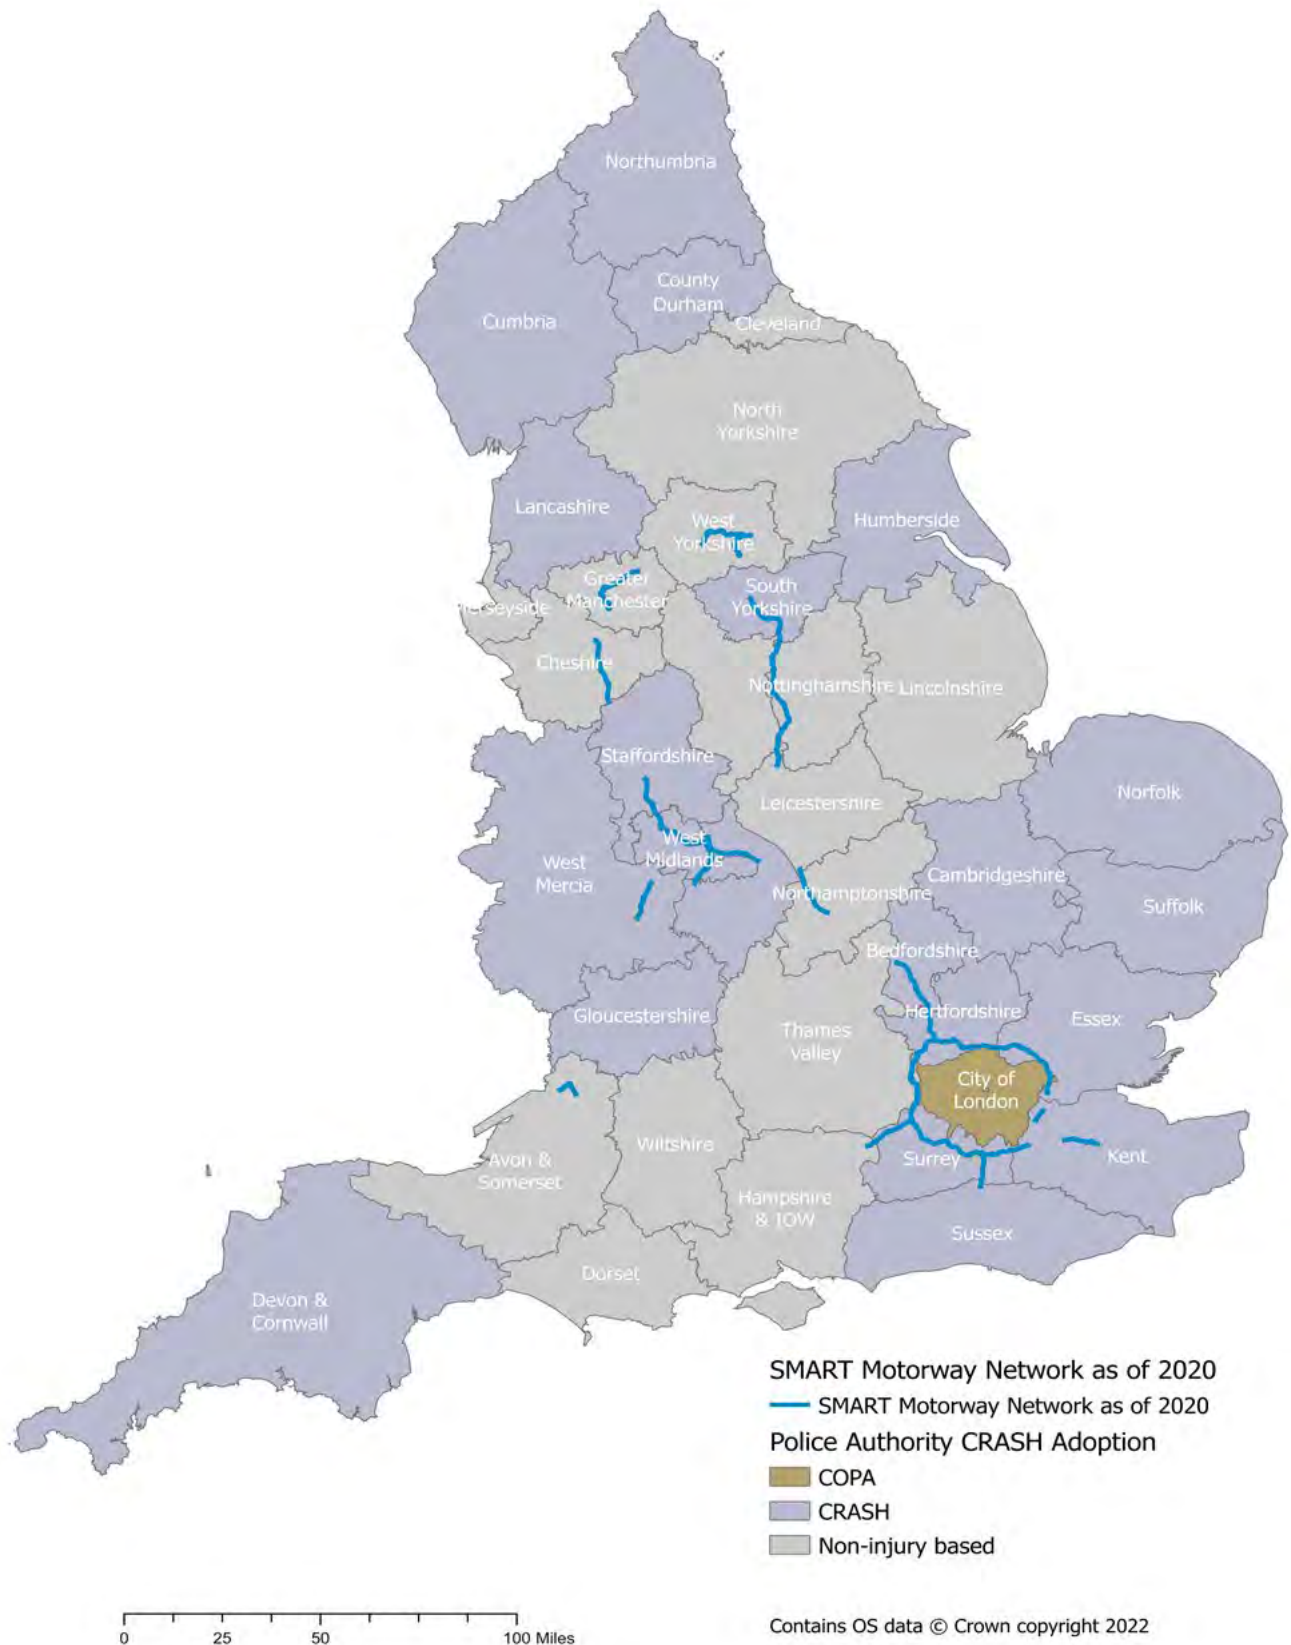 Northumbria
County
Durham
Cumbria
Cleveland
North
Yorkshire
Lancashire
West
Yorkshire
Humberside
Greater
Manchester
South
Yorkshire
Merseyside
Cheshire
Nottinghamshire
Lincolnshire
Staffordshire
Norfolk
Leicestershire
West
Midlands
West
Mercia
Cambridgeshire
Northamptonshire
Suffolk
Bedfordshire
Gloucestershire
Hertfordshire
Essex
Thames
Valley
City of
London
Wiltshire
Avon &
Somerset
Surrey
Kent
Hampshire
& IOW
Sussex
Dorset
Devon &
Cornwall
SMART Motorway Network as of 2020
SMART Motorway Network as of 2020
Police Authority CRASH Adoption
COPA
CRASH
Non-injury based
0 25 50 100 Miles
Contains OS data © Crown copyright 2022